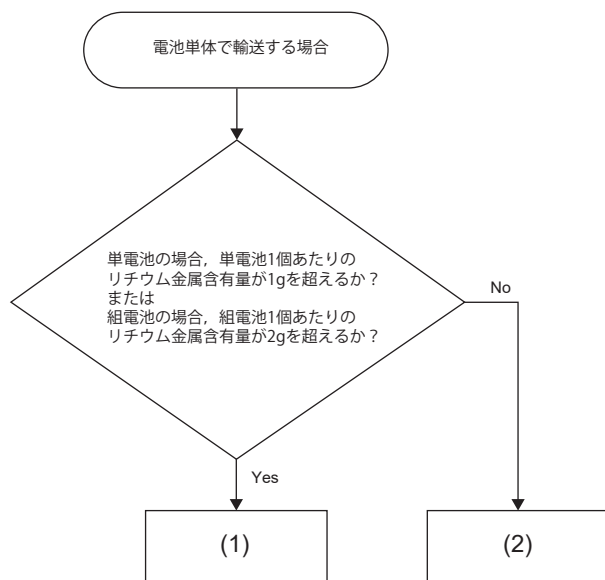 電池単体で輸送する場合
単電池の場合，単電池1個あたりの
リチウム金属含有量が1gを超えるか？
または
組電池の場合，組電池1個あたりの
リチウム金属含有量が2gを超えるか？
No
Yes
(1)
(2)